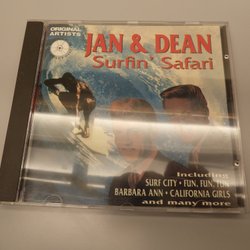 ORIGINAL
ARTISTS
JAN & DEAN
Surfin' Safari
Including
SURF CITY • FUN, FUN, FUN
BARBARA ANN • CALIFORNIA GIRLS
and many more